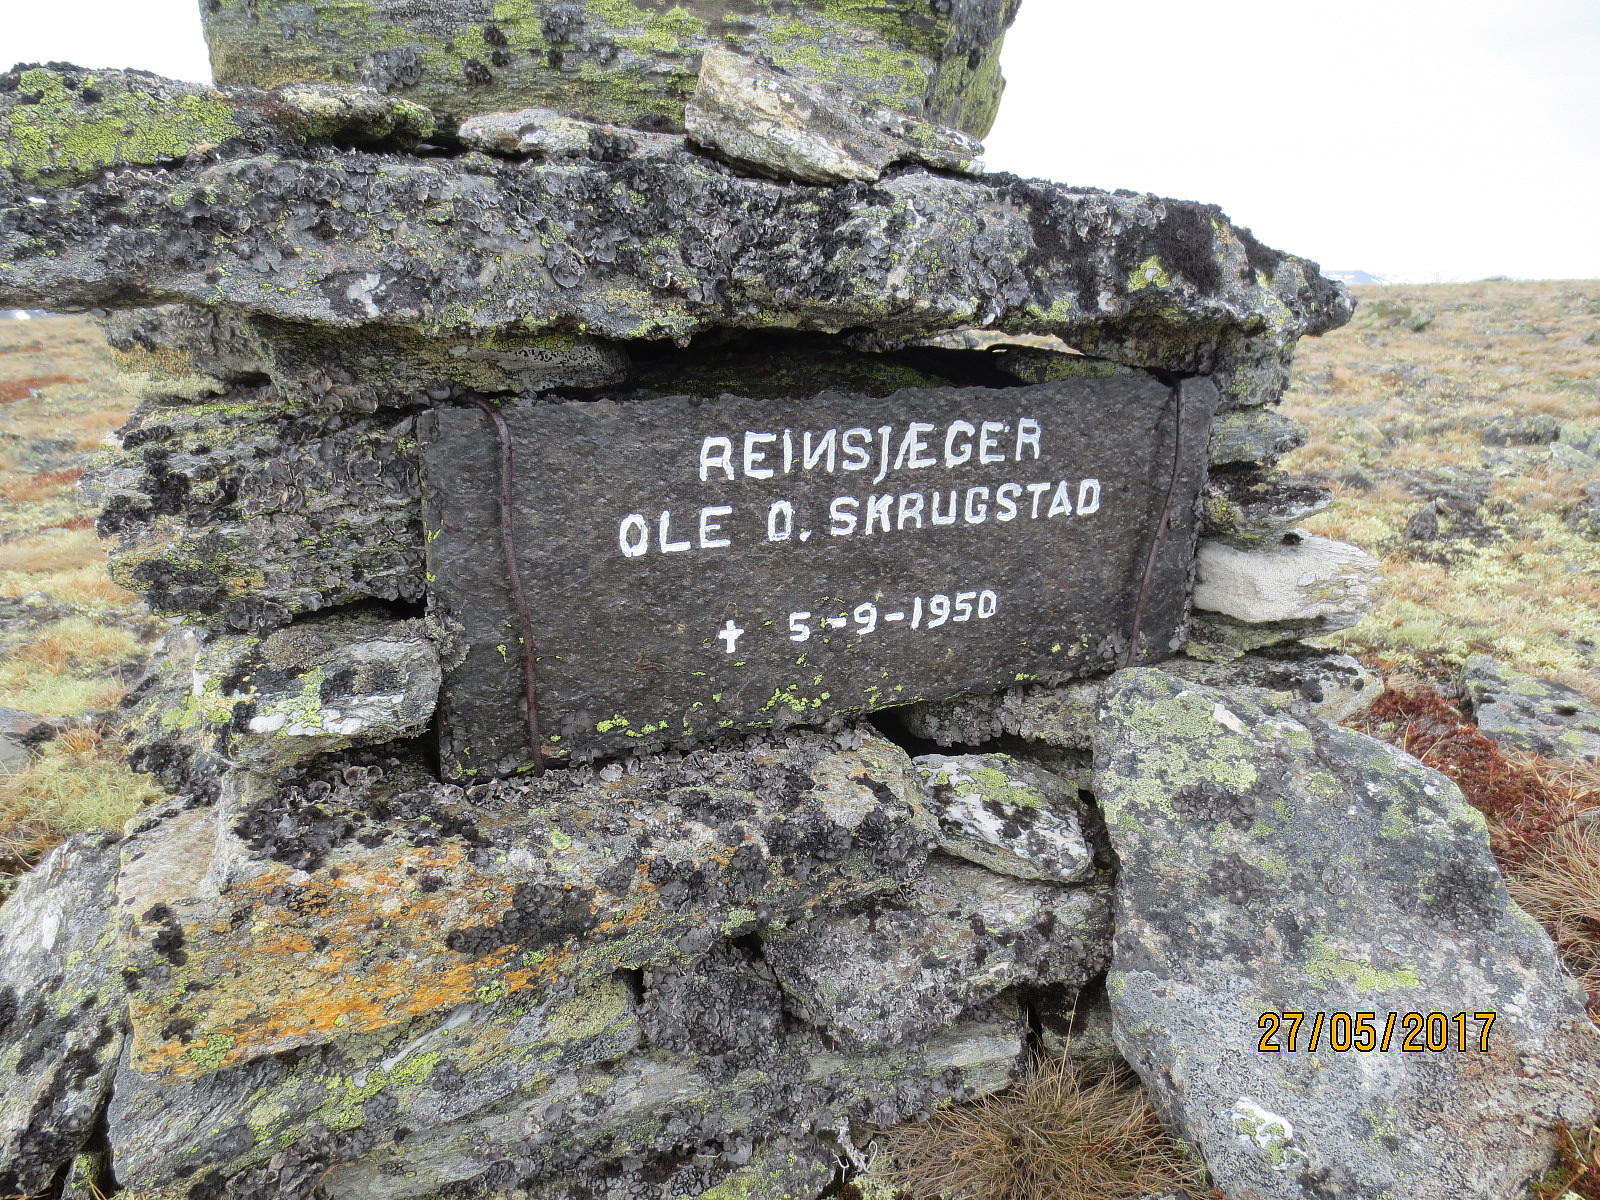 REINSJÆGER
OLE O. SKRUGSTAD
† 5-9-1950
27/05/2017